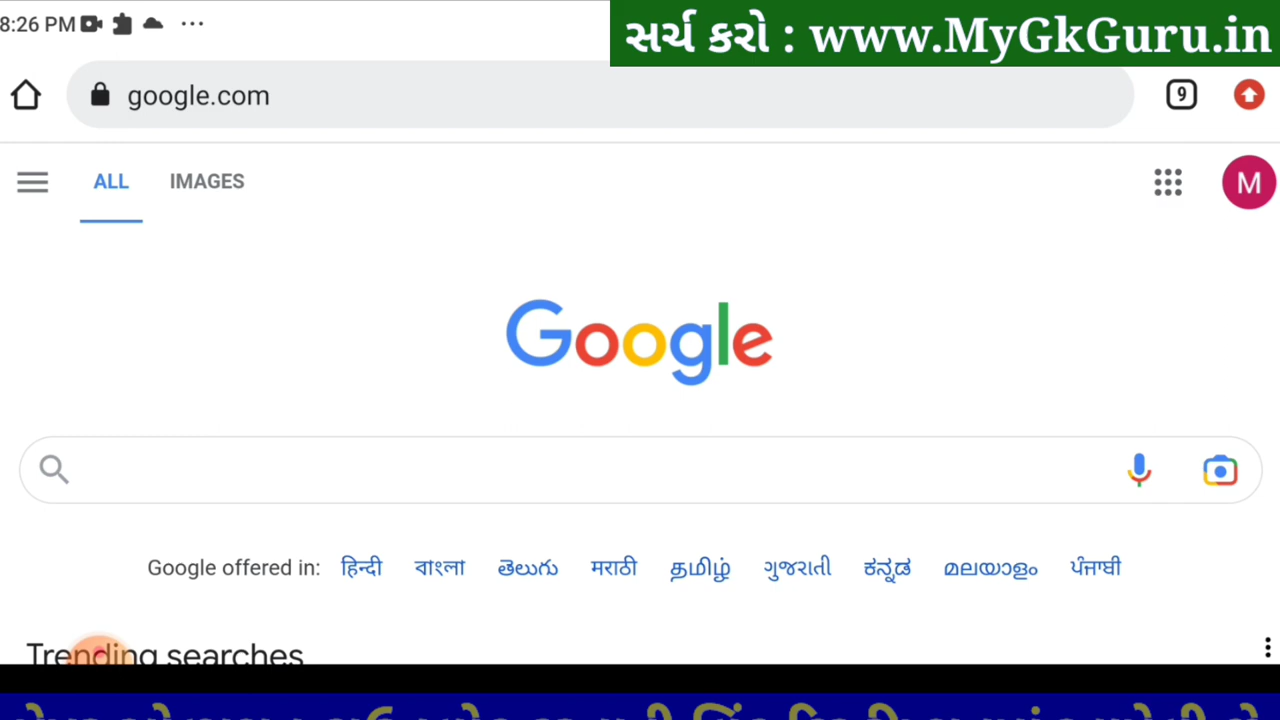 8:26 PM
સર્ચ કરો : www.MyGkGuru.in
google.com
9
ALL IMAGES
M
Google
Google offered in: हिन्दी বাংলা తెలుగు मराठी தமிழ் ગુજરાતી ಕನ್ನಡ മലയാളം ਪੰਜਾਬੀ
Trending searches